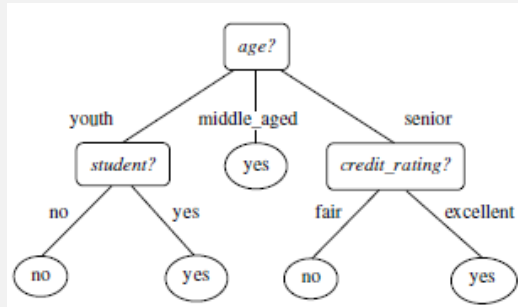 age?
youth middle_aged senior
student? yes credit_rating?
no yes fair excellent
no yes no yes